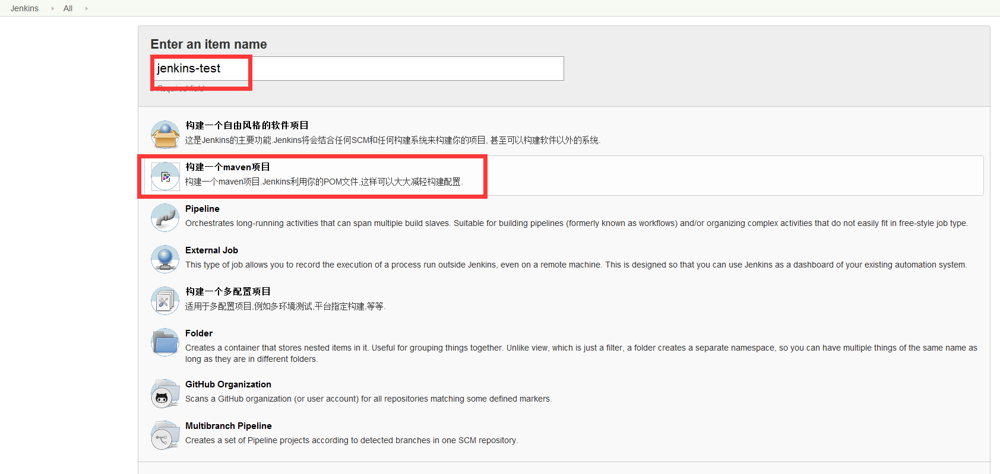 Jenkins All
Enter an item name
jenkins-test
Required field
构建一个自由风格的软件项目
这是Jenkins的主要功能.Jenkins将会结合任何SCM和任何构建系统来构建你的项目, 甚至可以构建软件以外的系统.
构建一个maven项目
构建一个maven项目.Jenkins利用你的POM文件,这样可以大大减轻构建配置.
Pipeline
Orchestrates long-running activities that can span multiple build slaves. Suitable for building pipelines (formerly known as workflows) and/or organizing complex activities that do not easily fit in free-style job type.
External Job
This type of job allows you to record the execution of a process run outside Jenkins, even on a remote machine. This is designed so that you can use Jenkins as a dashboard of your existing automation system.
构建一个多配置项目
适用于多配置项目,例如多环境测试,平台指定构建,等等.
Folder
Creates a container that stores nested items in it. Useful for grouping things together. Unlike view, which is just a filter, a folder creates a separate namespace, so you can have multiple things of the same name as
long as they are in different folders.
GitHub Organization
Scans a GitHub organization (or user account) for all repositories matching some defined markers.
Multibranch Pipeline
Creates a set of Pipeline projects according to detected branches in one SCM repository.